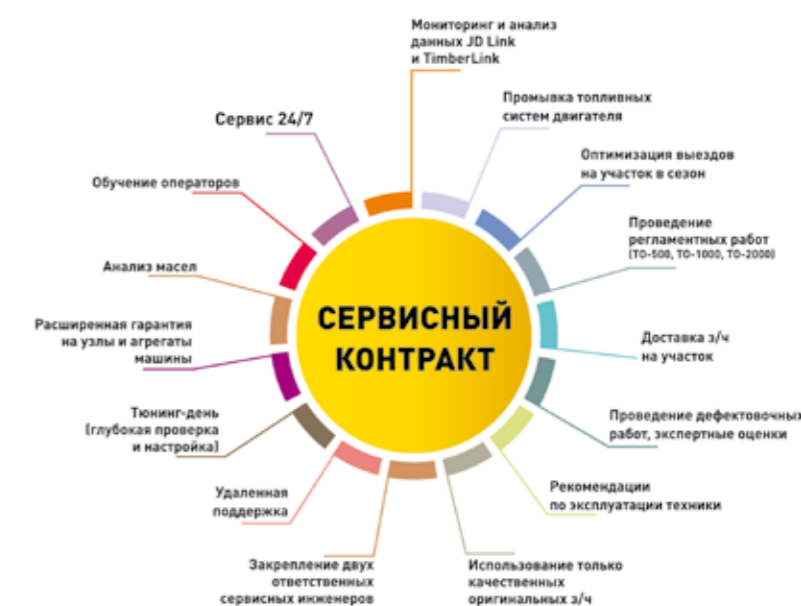 Мониторинг и анализ
данных JD Link
и TimberLink
Промывка топливных
систем двигателя
Оптимизация выездов
на участок в сезон
Проведение
регламентных работ
(ТО-500, ТО-1000, ТО-2000)
Доставка з/ч
на участок
Проведение дефектовочных
работ, экспертные оценки
Рекомендации
по эксплуатации техники
Использование только
качественных
оригинальных з/ч
Закрепление двух
ответственных
сервисных инженеров
Удаленная
поддержка
Тюнинг-день
(глубокая проверка
и настройка)
Расширенная гарантия
на узлы и агрегаты
машины
Анализ масел
Обучение операторов
Сервис 24/7
СЕРВИСНЫЙ
КОНТРАКТ